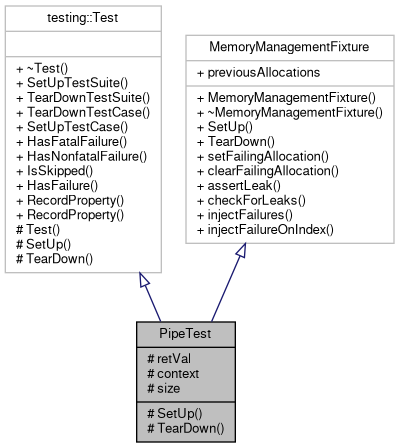 testing::Test
+ ~Test()
+ SetUpTestSuite()
+ TearDownTestSuite()
+ TearDownTestCase()
+ SetUpTestCase()
+ HasFatalFailure()
+ HasNonfatalFailure()
+ IsSkipped()
+ HasFailure()
+ RecordProperty()
+ RecordProperty()
# Test()
# SetUp()
# TearDown()
MemoryManagementFixture
+ previousAllocations
+ MemoryManagementFixture()
+ ~MemoryManagementFixture()
+ SetUp()
+ TearDown()
+ setFailingAllocation()
+ clearFailingAllocation()
+ assertLeak()
+ checkForLeaks()
+ injectFailures()
+ injectFailureOnIndex()
PipeTest
# retVal
# context
# size
# SetUp()
# TearDown()